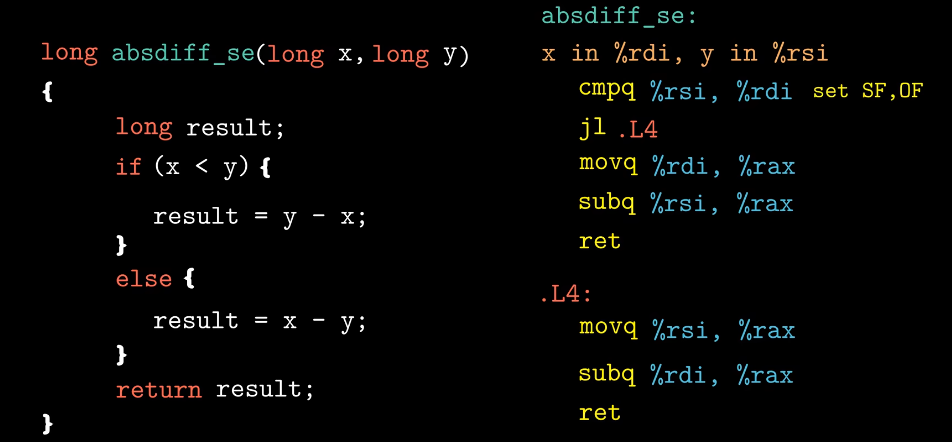 long absdiff_se(long x, long y)
{
long result;
if (x < y) {
result = y - x;
}
else {
result = x - y;
}
return result;
}
absdiff_se:
x in %rdi, y in %rsi
cmpq %rsi, %rdi set SF,OF
jl .L4
movq %rdi, %rax
subq %rsi, %rax
ret
.L4:
movq %rsi, %rax
subq %rdi, %rax
ret